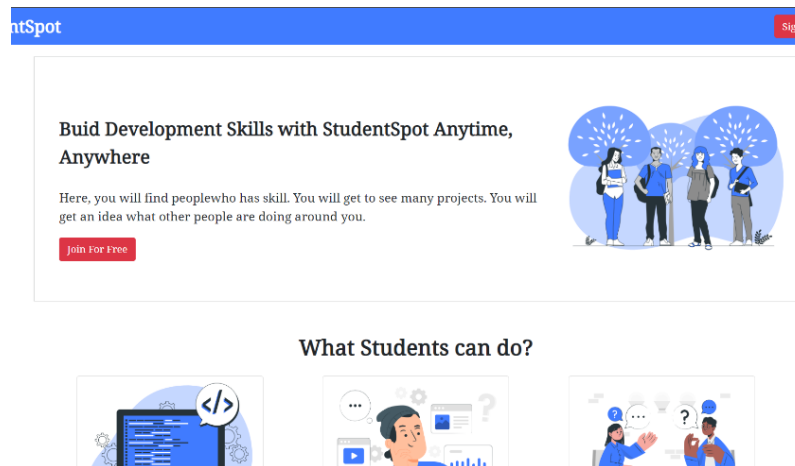 ntSpot
Sig
Buid Development Skills with StudentSpot Anytime,
Anywhere
Here, you will find peoplewho has skill. You will get to see many projects. You will
get an idea what other people are doing around you.
Join For Free
What Students can do?